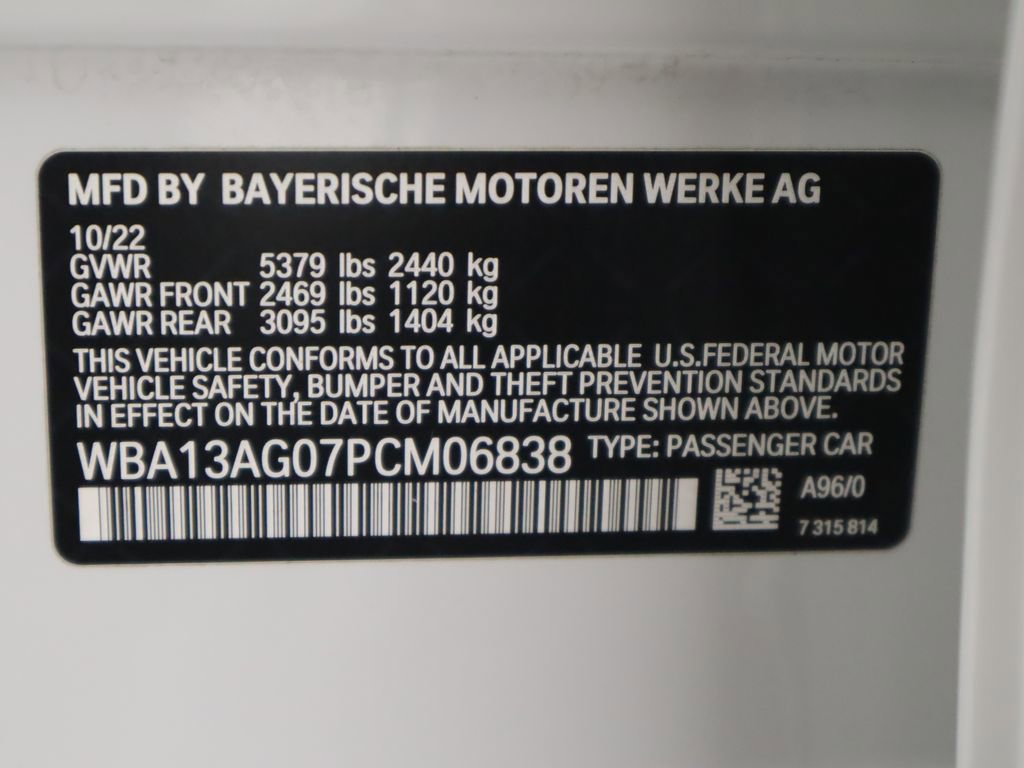 MFD BY BAYERISCHE MOTOREN WERKE AG
10/22
GVWR 5379 lbs 2440 kg
GAWR FRONT 2469 lbs 1120 kg
GAWR REAR 3095 lbs 1404 kg
THIS VEHICLE CONFORMS TO ALL APPLICABLE U.S.FEDERAL MOTOR
VEHICLE SAFETY, BUMPER AND THEFT PREVENTION STANDARDS
IN EFFECT ON THE DATE OF MANUFACTURE SHOWN ABOVE.
WBA13AG07PCM06838 TYPE: PASSENGER CAR
A96/0
7 315 814